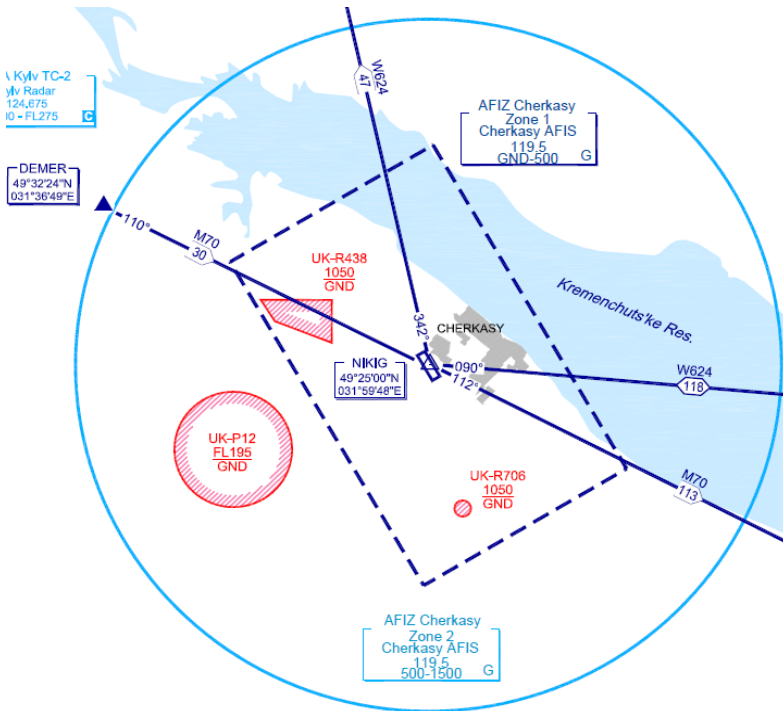 A Kyiv TC-2
yiv Radar
124.675
00 - FL275
C
DEMER
49°32'24"N
031°36'49"E
110°
M70
30
W624
47
AFIZ Cherkasy
Zone 1
Cherkasy AFIS
119.5
GND-500
G
UK-R438
1050
GND
Kremenchuts'ke Res.
342°
CHERKASY
NIKIG
49°25'00"N
031°59'48"E
090°
112°
W624
118
UK-P12
FL195
GND
UK-R706
1050
GND
M70
113
AFIZ Cherkasy
Zone 2
Cherkasy AFIS
119.5
500-1500
G